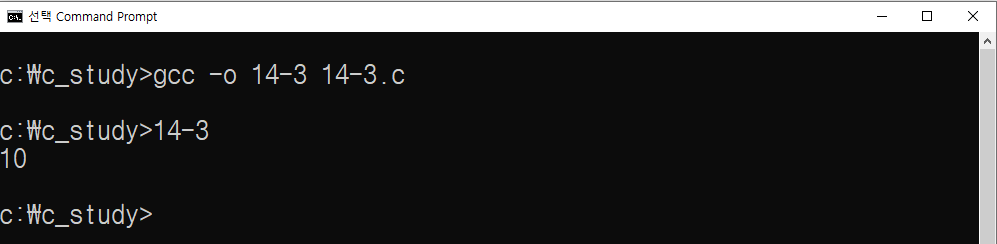 선택 Command Prompt
c:₩c_study>gcc -o 14-3 14-3.c
c:₩c_study>14-3
10
c:₩c_study>